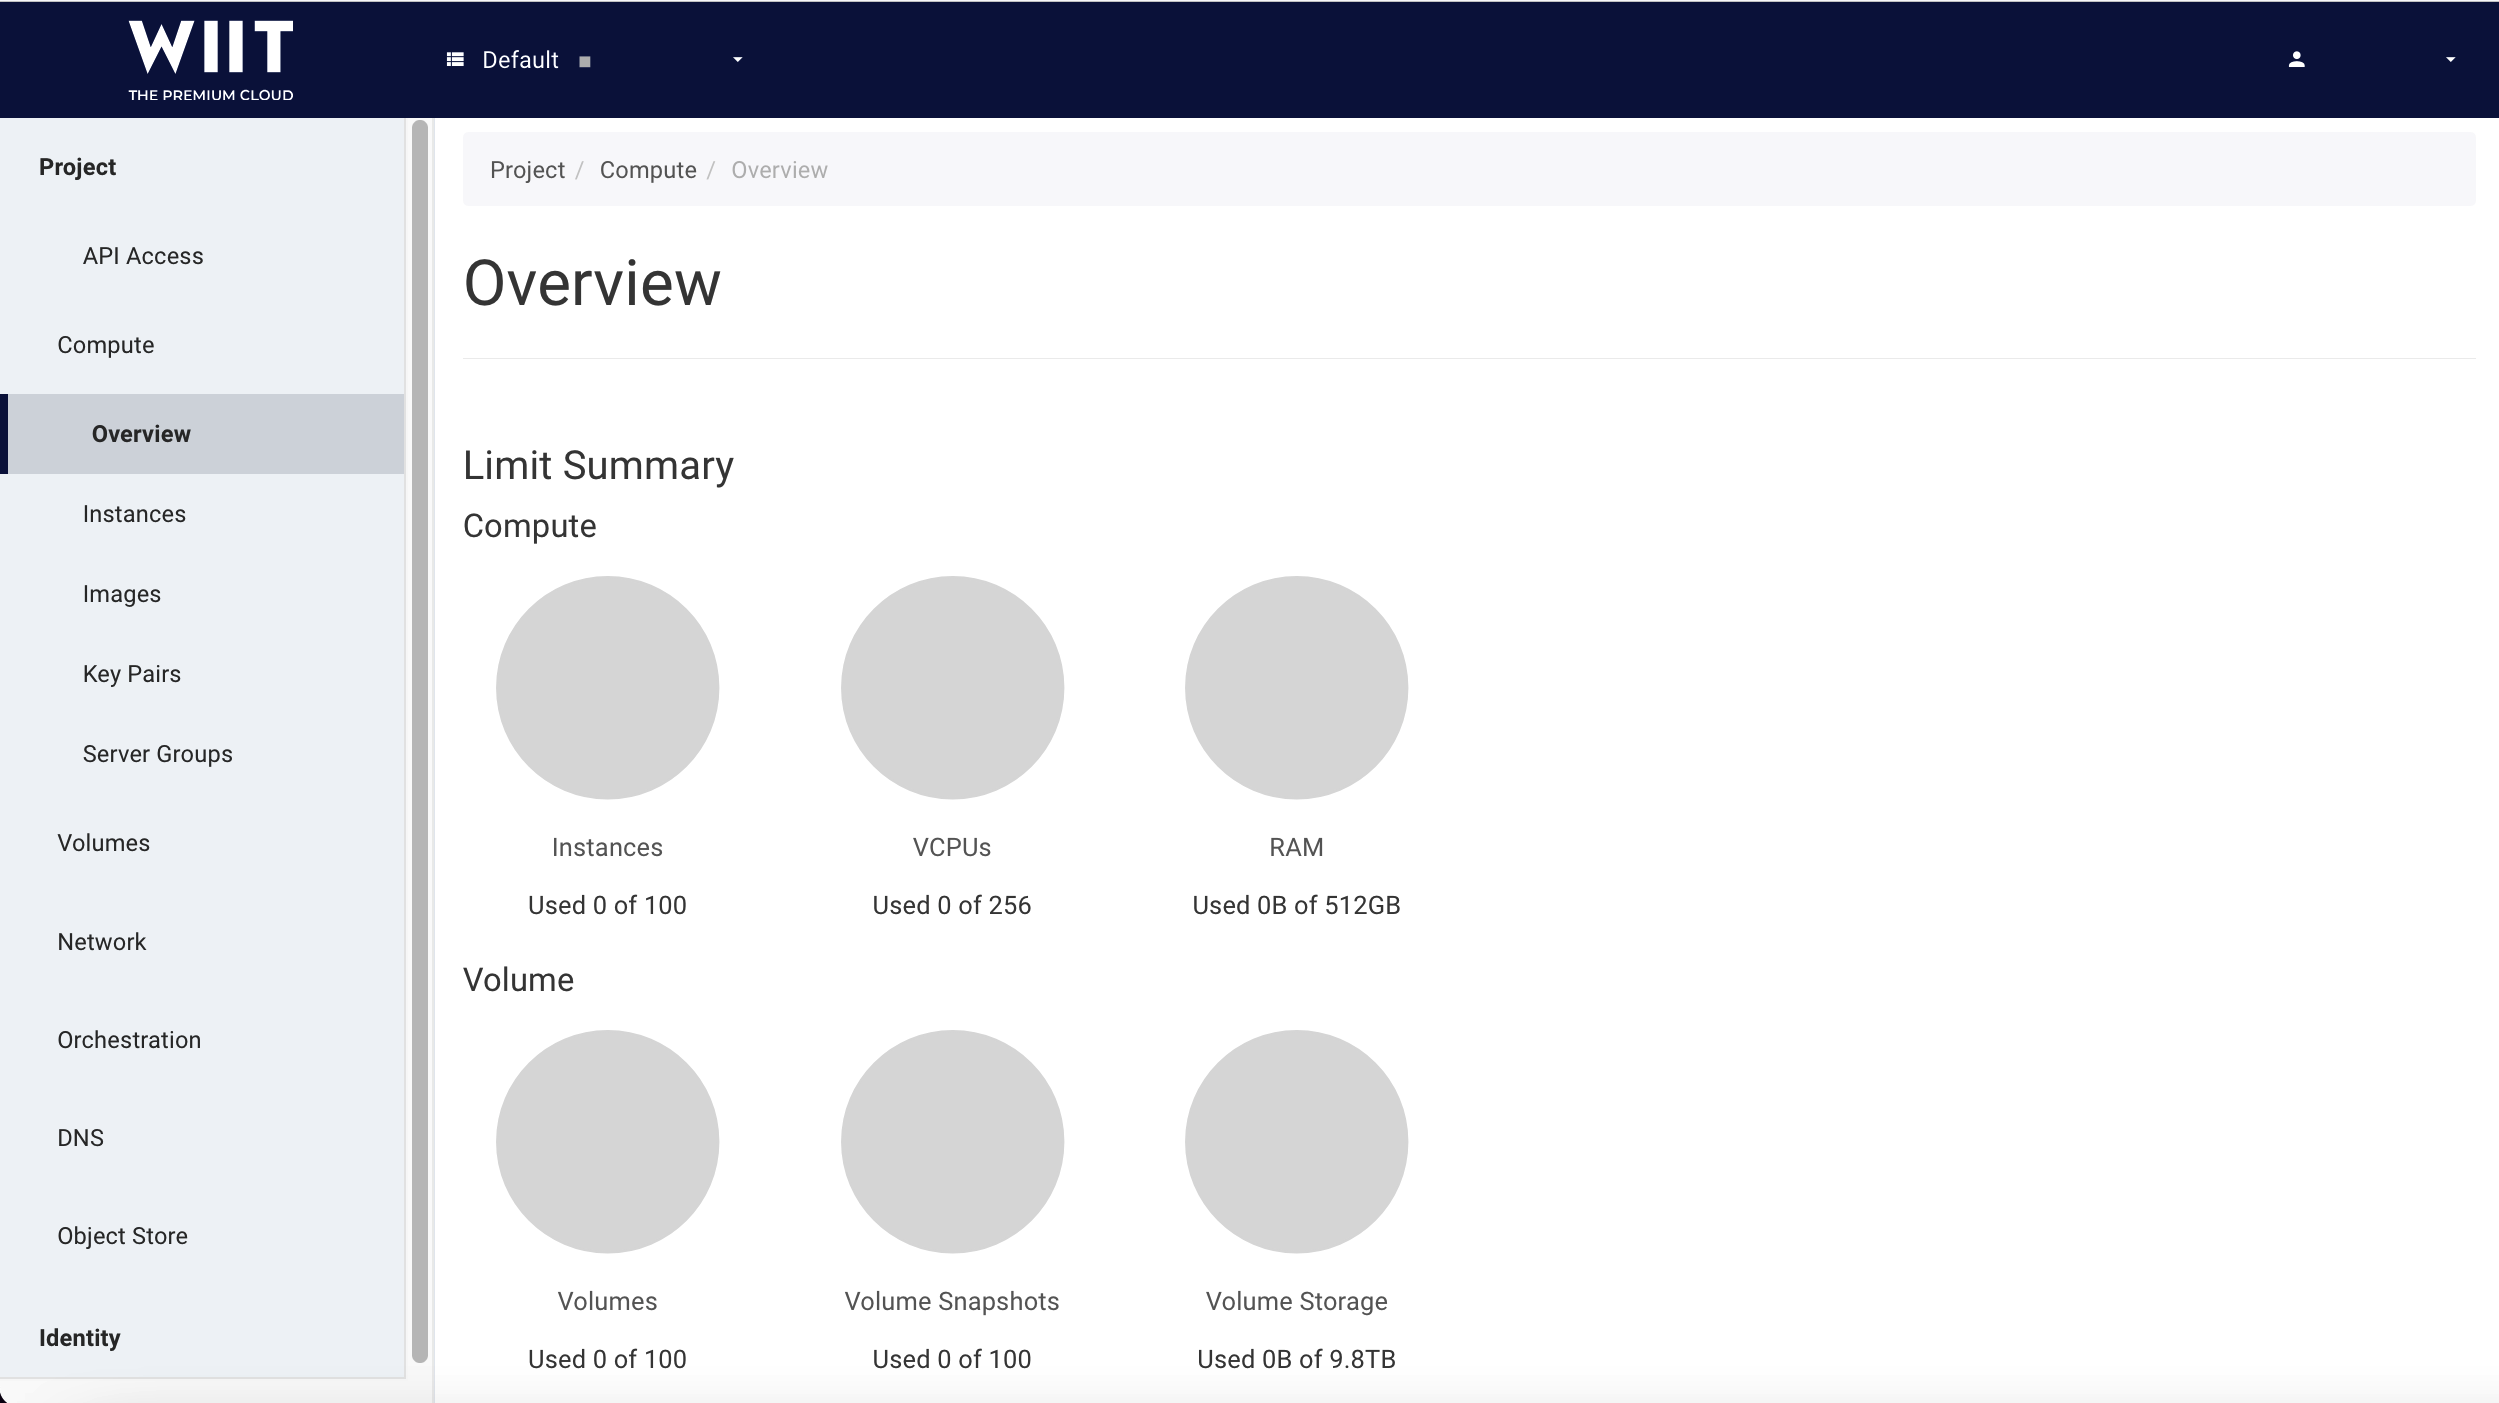 WIIT
THE PREMIUM CLOUD
Default
Project
API Access
Compute
Overview
Instances
Images
Key Pairs
Server Groups
Volumes
Network
Orchestration
DNS
Object Store
Identity
Project / Compute / Overview
Overview
Limit Summary
Compute
Instances
Used 0 of 100
VCPUs
Used 0 of 256
RAM
Used 0B of 512GB
Volume
Volumes
Used 0 of 100
Volume Snapshots
Used 0 of 100
Volume Storage
Used 0B of 9.8TB